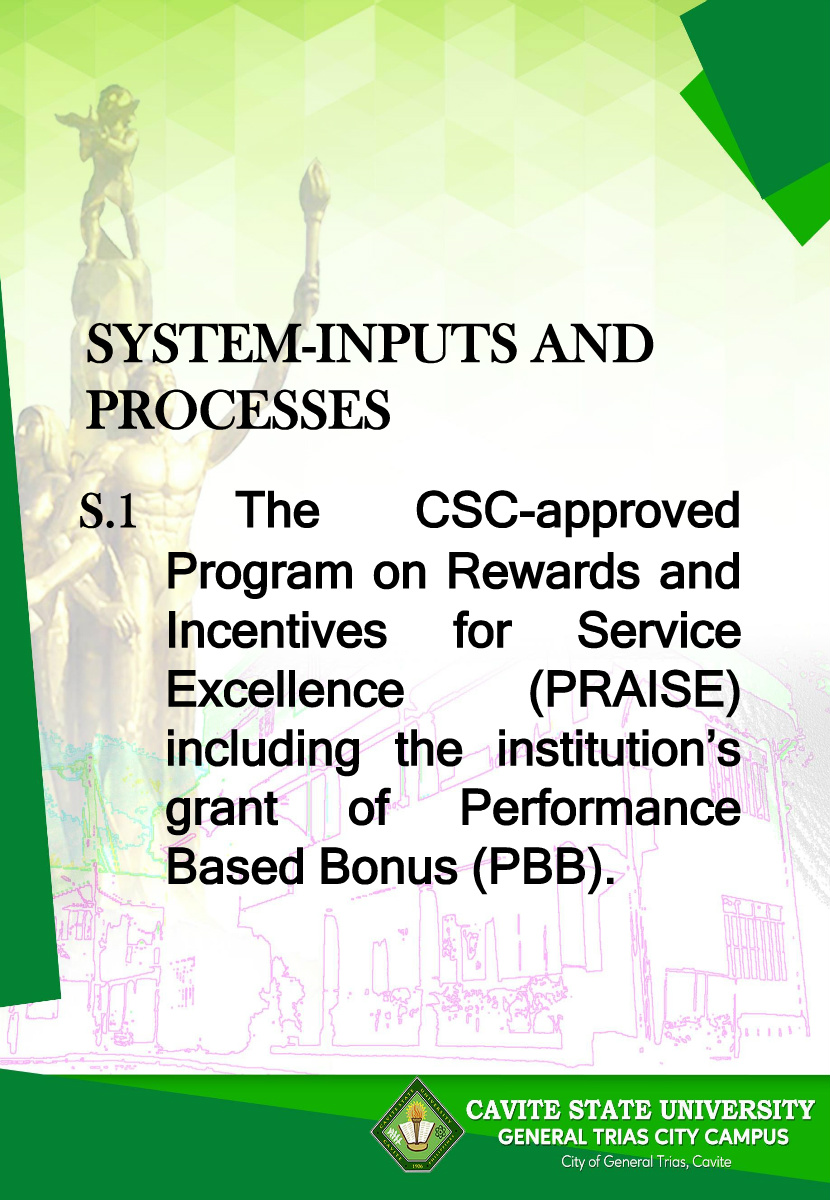 SYSTEM-INPUTS AND
PROCESSES
S.1 The CSC-approved
Program on Rewards and
Incentives for Service
Excellence (PRAISE)
including the institution’s
grant of Performance
Based Bonus (PBB).
CAVITE STATE UNIVERSITY
GENERAL TRIAS CITY CAMPUS
City of General Trias, Cavite
1906